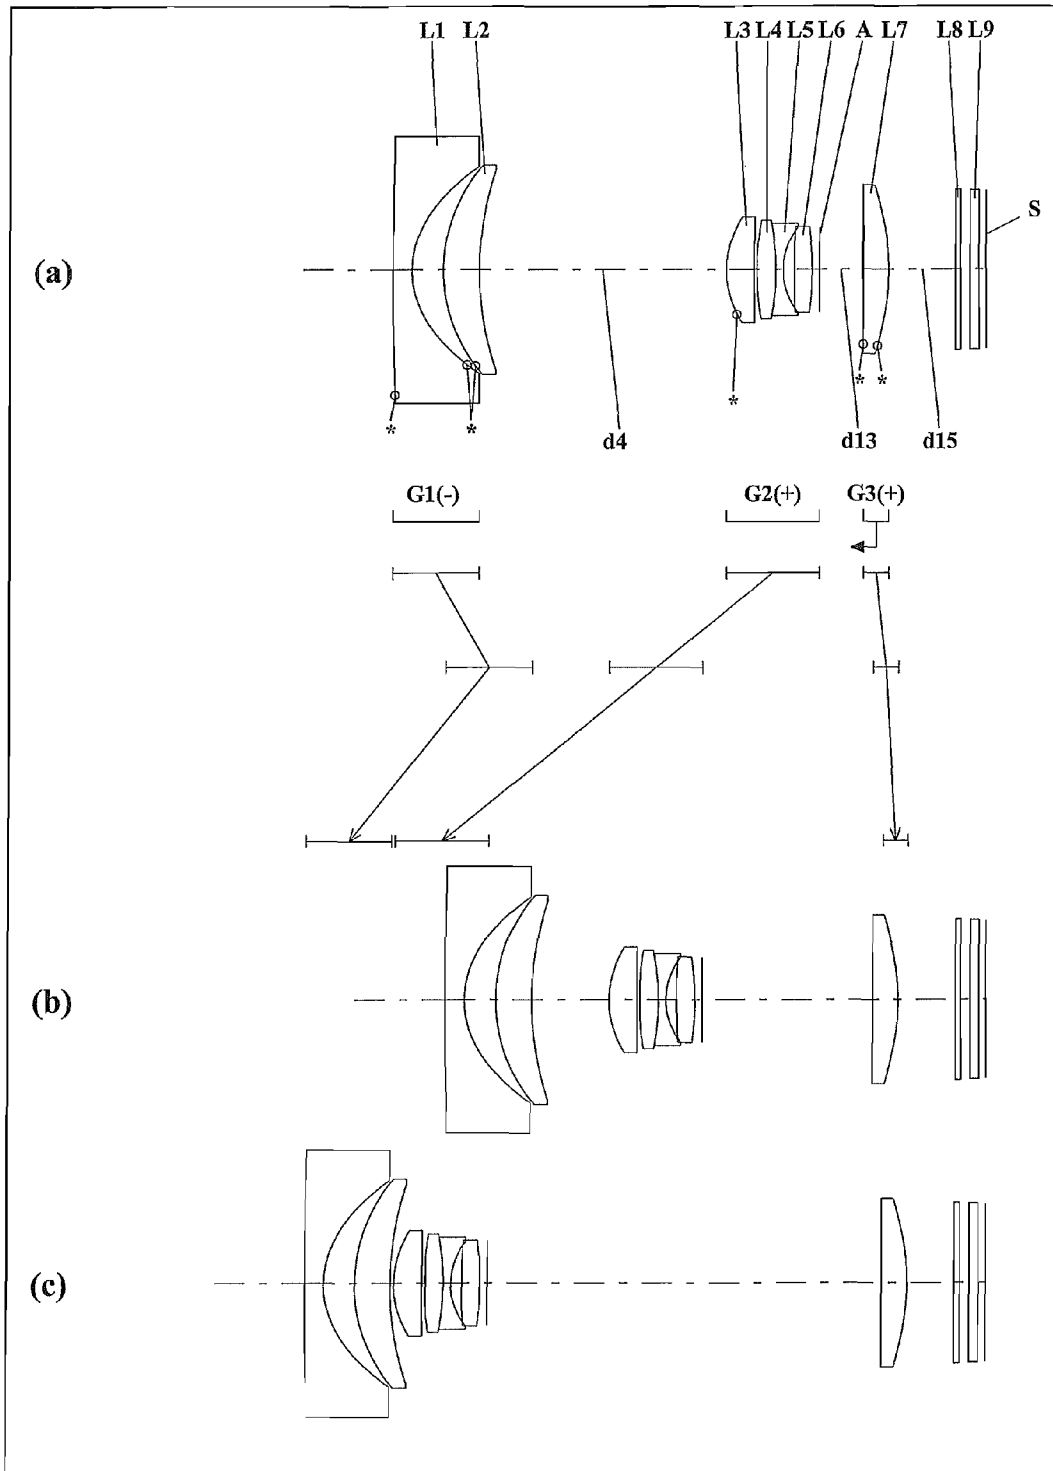 L1 L2 L3 L4 L5 L6 A L7 L8 L9
S
(a)
* * * * *
d4 d13 d15
G1(-) G2(+) G3(+)
(b)
(c)